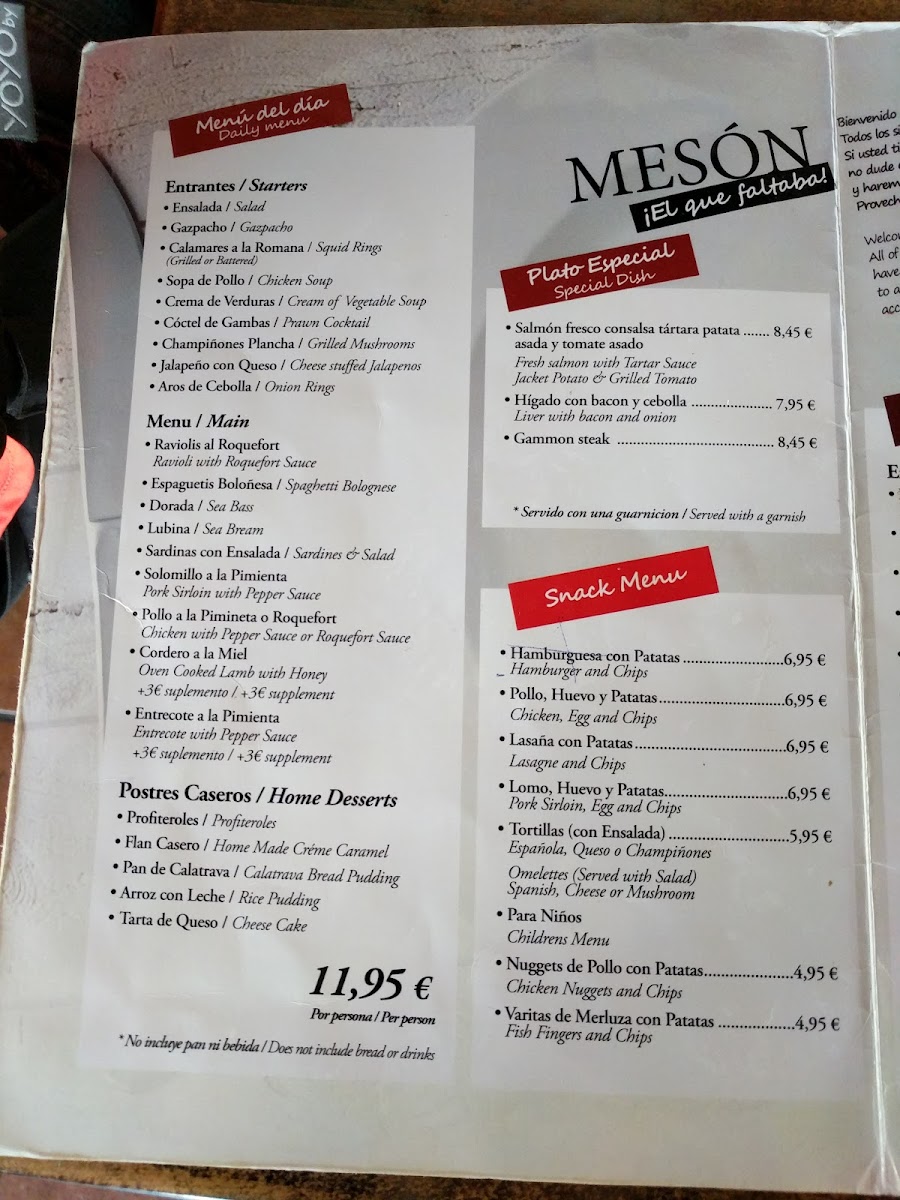 YOYO by
Menú del día
Daily menu
Entrantes / Starters
• Ensalada / Salad
• Gazpacho / Gazpacho
• Calamares a la Romana / Squid Rings
(Grilled or Battered)
• Sopa de Pollo / Chicken Soup
• Crema de Verduras / Cream of Vegetable Soup
• Cóctel de Gambas / Prawn Cocktail
• Champiñones Plancha / Grilled Mushrooms
• Jalapeño con Queso / Cheese stuffed Jalapenos
• Aros de Cebolla / Onion Rings
Menu / Main
• Raviolis al Roquefort
Ravioli with Roquefort Sauce
• Espaguetis Boloñesa / Spaghetti Bolognese
• Dorada / Sea Bass
• Lubina / Sea Bream
• Sardinas con Ensalada / Sardines & Salad
• Solomillo a la Pimienta
Pork Sirloin with Pepper Sauce
• Pollo a la Pimineta o Roquefort
Chicken with Pepper Sauce or Roquefort Sauce
• Cordero a la Miel
Oven Cooked Lamb with Honey
+3€ suplemento / +3€ supplement
• Entrecote a la Pimienta
Entrecote with Pepper Sauce
+3€ suplemento / +3€ supplement
Postres Caseros / Home Desserts
• Profiteroles / Profiteroles
• Flan Casero / Home Made Créme Caramel
• Pan de Calatrava / Calatrava Bread Pudding
• Arroz con Leche / Rice Pudding
• Tarta de Queso / Cheese Cake
11,95 €
Por persona / Per person
* No incluye pan ni bebida / Does not include bread or drinks
MESÓN
¡El que faltaba!
Plato Especial
Special Dish
• Salmón fresco consalsa tártara patata ....... 8,45 €
asada y tomate asado
Fresh salmon with Tartar Sauce
Jacket Potato & Grilled Tomato
• Hígado con bacon y cebolla ...................... 7,95 €
Liver with bacon and onion
• Gammon steak .......................................... 8,45 €
* Servido con una guarnicion / Served with a garnish
Snack Menu
• Hamburguesa con Patatas ........................6,95 €
Hamburger and Chips
• Pollo, Huevo y Patatas..............................6,95 €
Chicken, Egg and Chips
• Lasaña con Patatas....................................6,95 €
Lasagne and Chips
• Lomo, Huevo y Patatas..............................6,95 €
Pork Sirloin, Egg and Chips
• Tortillas (con Ensalada) .............................5,95 €
Española, Queso o Champiñones
Omelettes (Served with Salad)
Spanish, Cheese or Mushroom
• Para Niños
Childrens Menu
• Nuggets de Pollo con Patatas.....................4,95 €
Chicken Nuggets and Chips
• Varitas de Merluza con Patatas ..................4,95 €
Fish Fingers and Chips
Bienvenido
Todos los
Si usted
no dude
y harem
Provech
Welco
All of
have
to a
acc